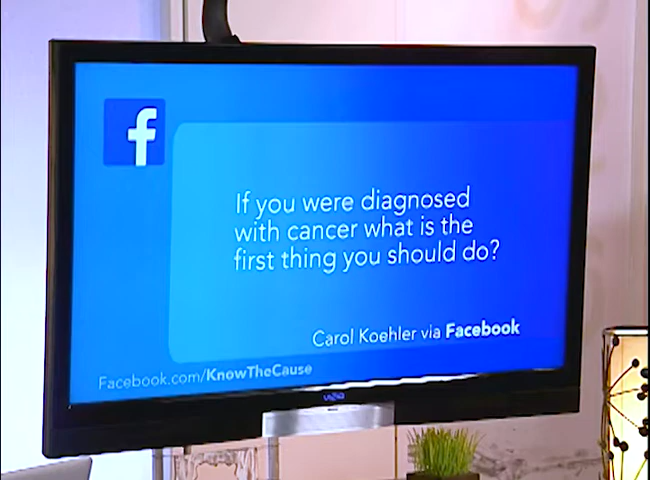 f
If you were diagnosed
with cancer what is the
first thing you should do?
Carol Koehler via Facebook
Facebook.com/KnowTheCause
VIZIO